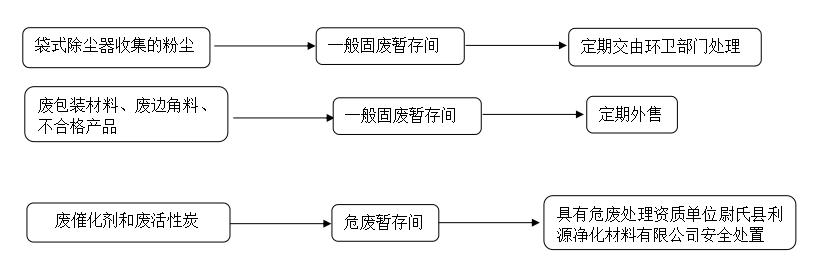 袋式除尘器收集的粉尘
一般固废暂存间
定期交由环卫部门处理
废包装材料、废边角料、
不合格产品
一般固废暂存间
定期外售
废催化剂和废活性炭
危废暂存间
具有危废处理资质单位尉氏县利
源净化材料有限公司安全处置